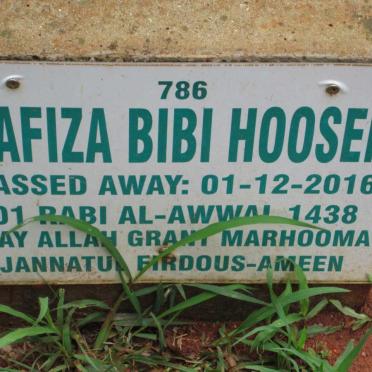 786
AFIZA BIBI HOOSE
ASSED AWAY: 01-12-2016
01 RABI AL-AWWAL 1438
AY ALLAH GRANT MARHOOMA
JANNATUL FIRDOUS-AMEEN